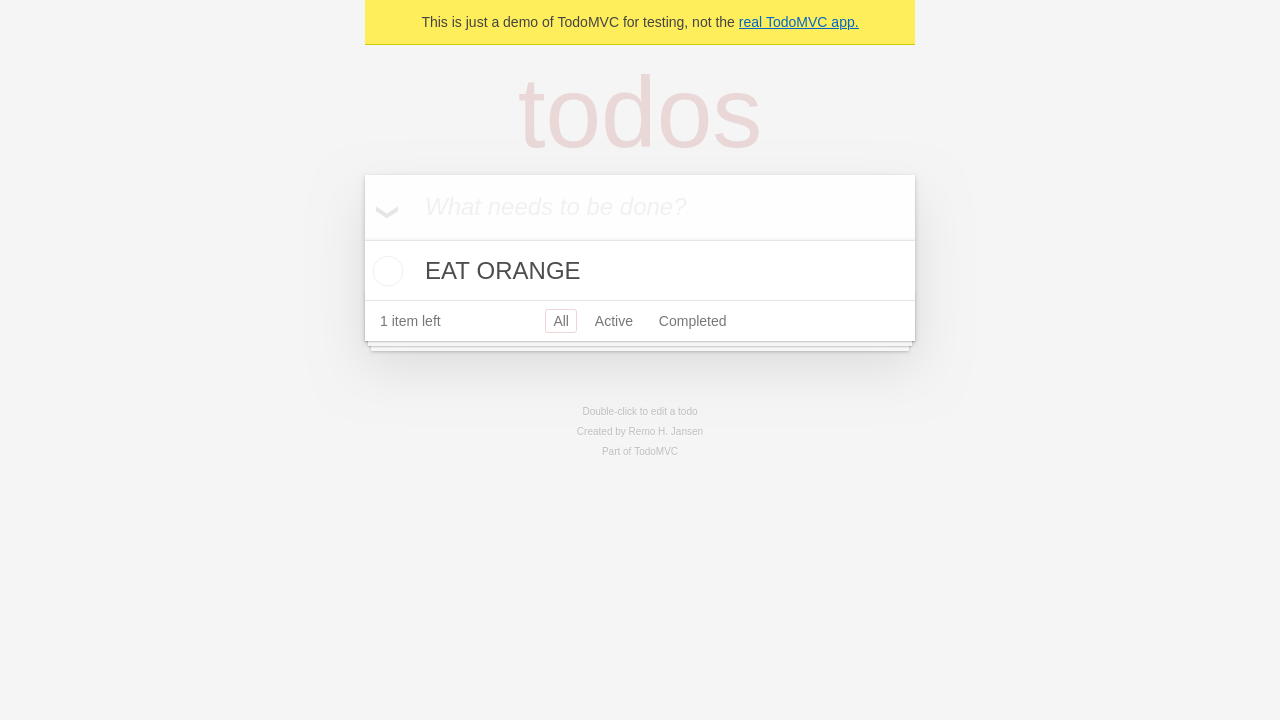 This is just a demo of TodoMVC for testing, not the real TodoMVC app.
todos
What needs to be done?
EAT ORANGE
1 item left All Active Completed
Double-click to edit a todo
Created by Remo H. Jansen
Part of TodoMVC